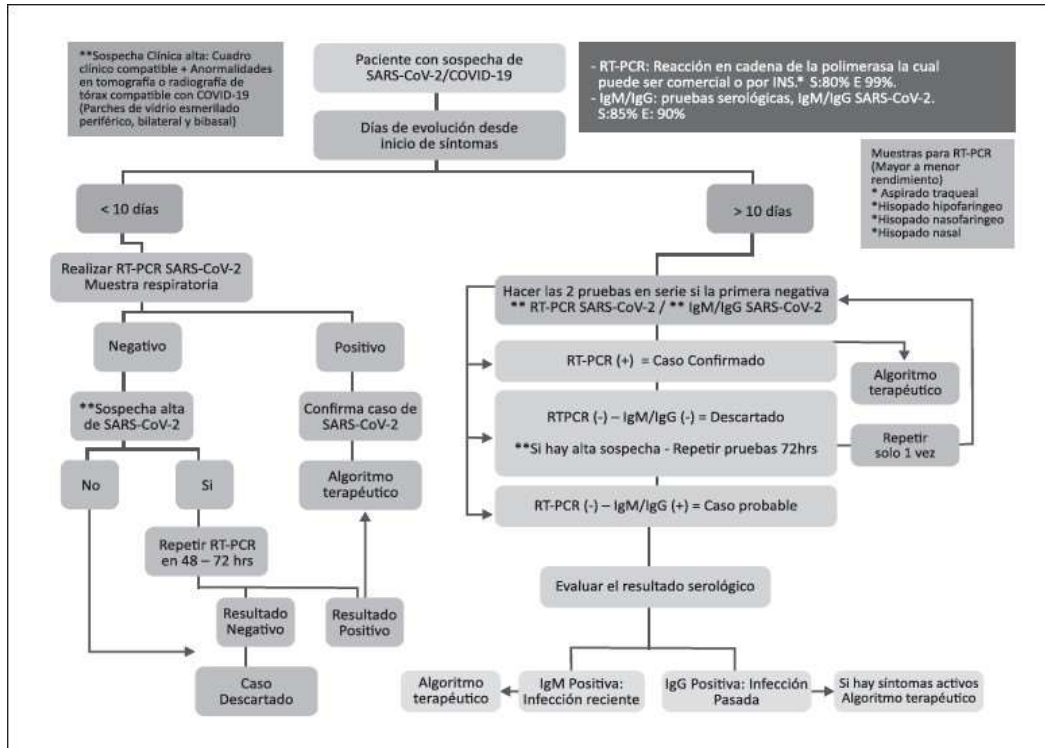 **Sospecha Clínica alta: Cuadro
clínico compatible + Anormalidades
en tomografía o radiografía de
tórax compatible con COVID-19
(Parches de vidrio esmerilado
periférico, bilateral y bibasal)
Paciente con sospecha de
SARS-CoV-2/COVID-19
- RT-PCR: Reacción en cadena de la polimerasa la cual
puede ser comercial o por INS.* S:80% E 99%.
- IgM/IgG: pruebas serológicas, IgM/IgG SARS-CoV-2.
S:85% E: 90%
Días de evolución desde
inicio de síntomas
Muestras para RT-PCR
(Mayor a menor
rendimiento)
* Aspirado traqueal
*Hisopado hipofaringeo
*Hisopado nasofaringeo
*Hisopado nasal
< 10 días
> 10 días
Realizar RT-PCR SARS-CoV-2
Muestra respiratoria
Negativo
Positivo
**Sospecha alta
de SARS-CoV-2
Confirma caso de
SARS-CoV-2
No
Si
Algoritmo
terapéutico
Repetir RT-PCR
en 48 – 72 hrs
Resultado
Negativo
Resultado
Positivo
Caso
Descartado
Hacer las 2 pruebas en serie si la primera negativa
** RT-PCR SARS-CoV-2 / ** IgM/IgG SARS-CoV-2
RT-PCR (+) = Caso Confirmado
Algoritmo
terapéutico
RTPCR (-) – IgM/IgG (-) = Descartado
**Si hay alta sospecha - Repetir pruebas 72hrs
Repetir
solo 1 vez
RT-PCR (-) – IgM/IgG (+) = Caso probable
Evaluar el resultado serológico
Algoritmo
terapéutico
IgM Positiva:
Infección reciente
IgG Positiva: Infección
Pasada
Si hay síntomas activos
Algoritmo terapéutico